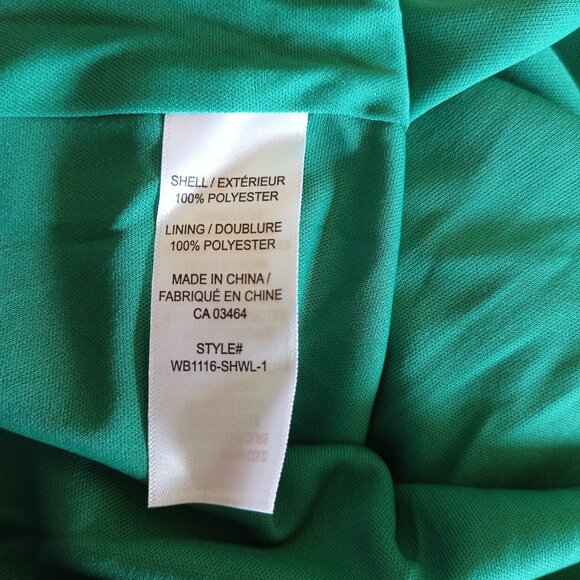 SHELL / EXTÉRIEUR
100% POLYESTER
LINING / DOUBLURE
100% POLYESTER
MADE IN CHINA /
FABRIQUÉ EN CHINE
CA 03464
STYLE#
WB1116-SHWL-1